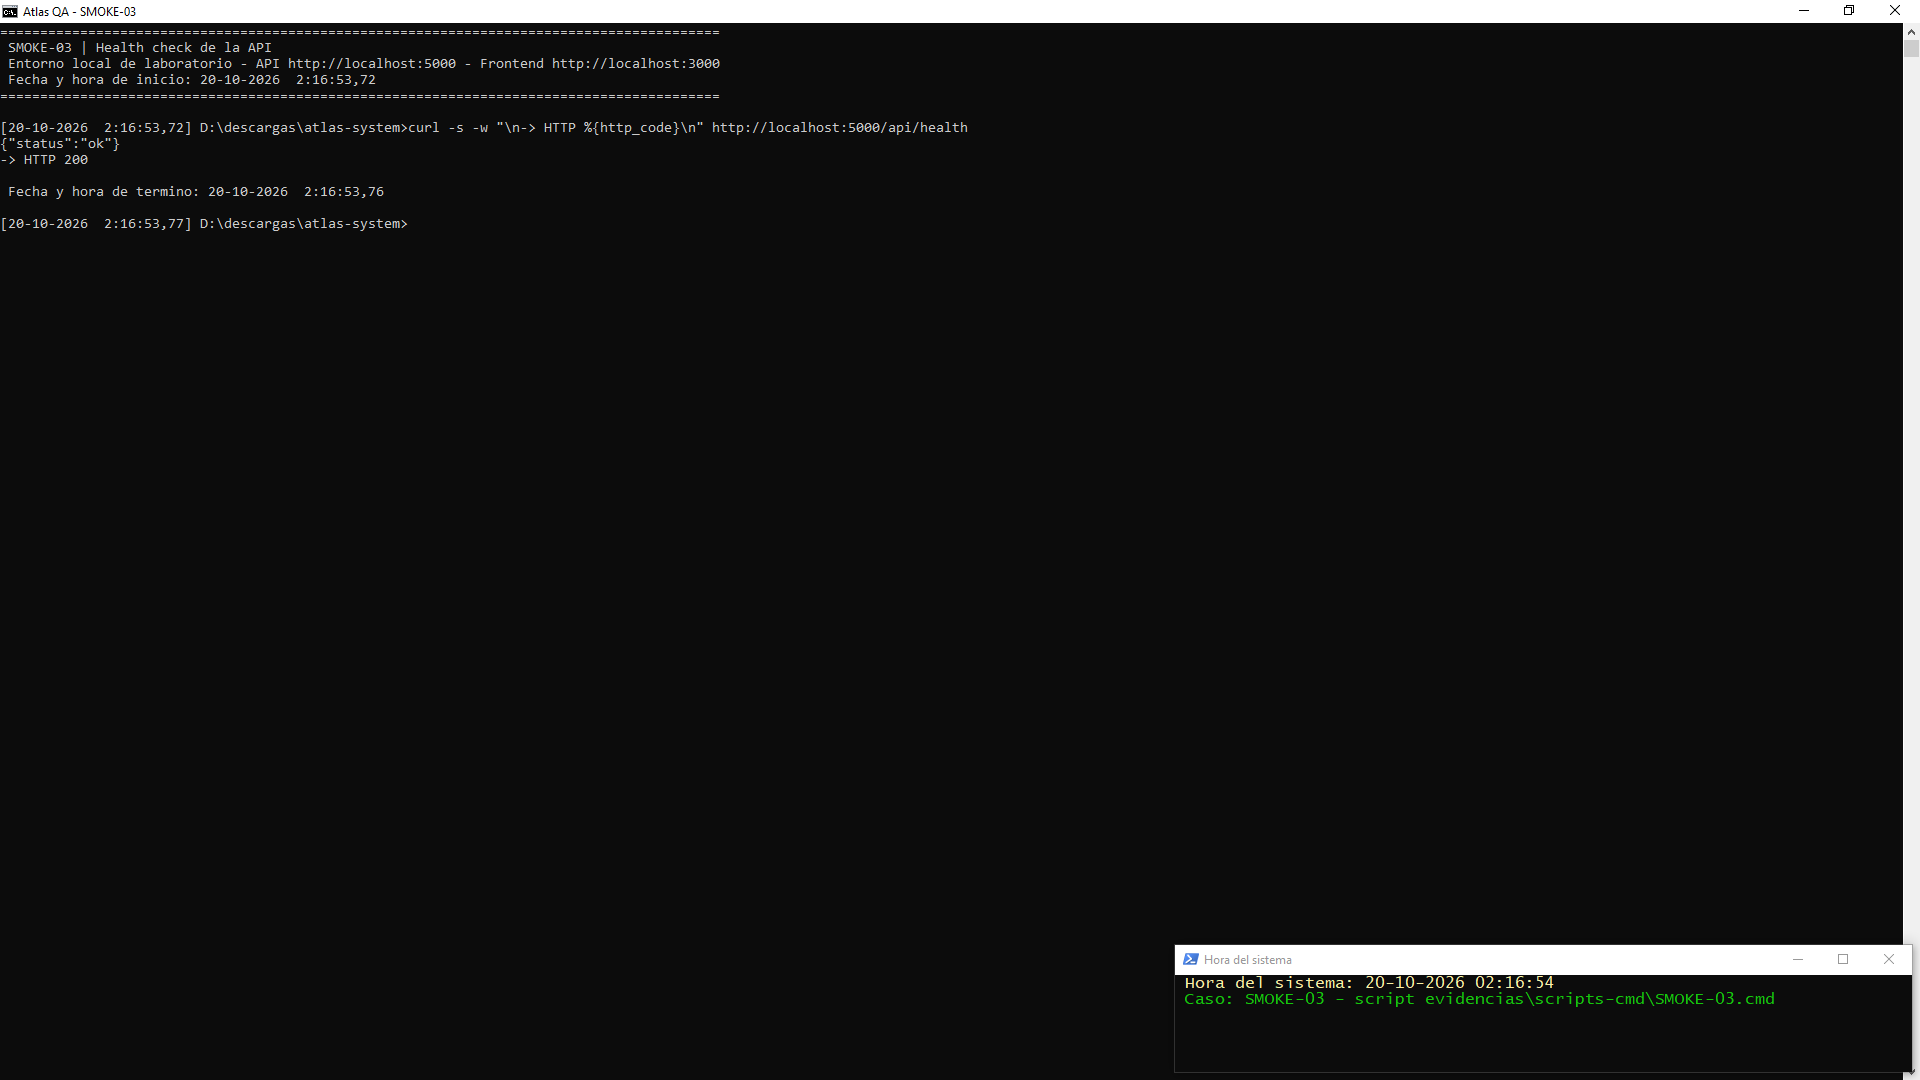 Atlas QA - SMOKE-03
==========================================================================================
SMOKE-03 | Health check de la API
Entorno local de laboratorio - API http://localhost:5000 - Frontend http://localhost:3000
Fecha y hora de inicio: 20-10-2026  2:16:53,72
==========================================================================================
[20-10-2026  2:16:53,72] D:\descargas\atlas-system>curl -s -w "\n-> HTTP %{http_code}\n" http://localhost:5000/api/health
{"status":"ok"}
-> HTTP 200
Fecha y hora de termino: 20-10-2026  2:16:53,76
[20-10-2026  2:16:53,77] D:\descargas\atlas-system>
Hora del sistema
Hora del sistema: 20-10-2026 02:16:54
Caso: SMOKE-03 - script evidencias\scripts-cmd\SMOKE-03.cmd